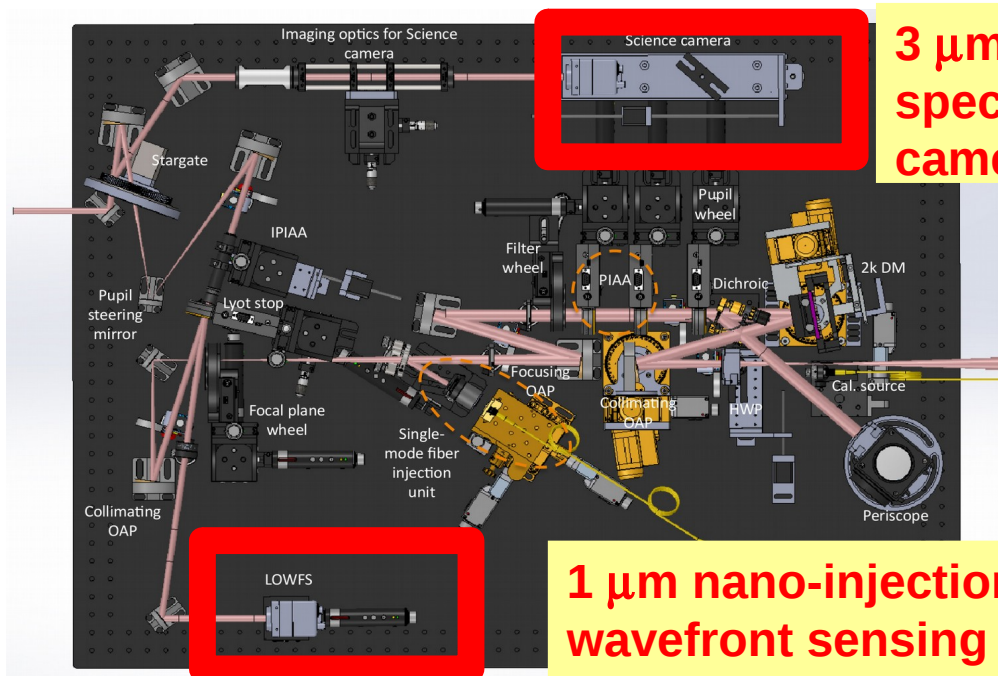 Imaging optics for Science
camera
Science camera
3 μm
spec
came
Stargate
IPIAA
Pupil
wheel
Filter
wheel
PIAA
Dichroic
2k DM
Lyot stop
Pupil
steering
mirror
Focusing
OAP
Cal. source
Collimating
OAP
HWP
Focal plane
wheel
Single-
mode fiber
injection
unit
Collimating
OAP
Periscope
LOWFS
1 μm nano-injection
wavefront sensing